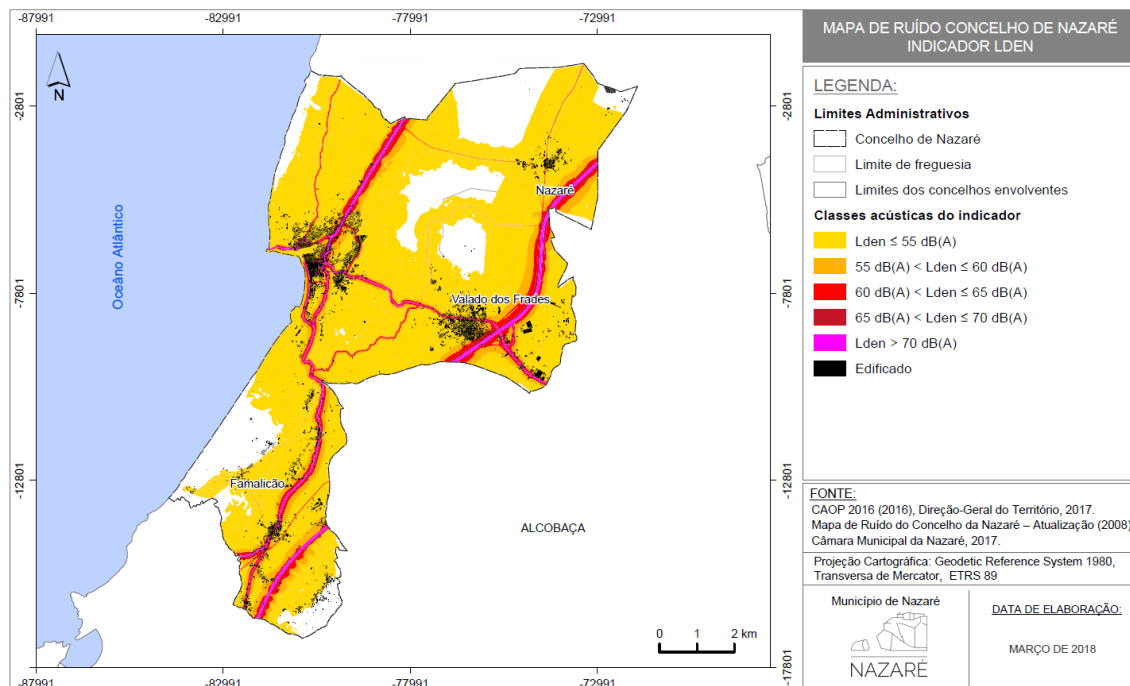 -87991
-82991
-77991
-72991
MAPA DE RUÍDO CONCELHO DE NAZARÉ
INDICADOR LDEN
N
-2801
-2801
LEGENDA:
Limites Administrativos
Concelho de Nazaré
Limite de freguesia
Limites dos concelhos envolventes
Classes acústicas do indicador
Lden ≤ 55 dB(A)
55 dB(A) < Lden ≤ 60 dB(A)
60 dB(A) < Lden ≤ 65 dB(A)
65 dB(A) < Lden ≤ 70 dB(A)
Lden > 70 dB(A)
Edificado
Nazaré
Oceâno Atlântico
-7801
-7801
Valado dos Frades
-12801
-12801
Famalicão
ALCOBAÇA
FONTE:
CAOP 2016 (2016), Direção-Geral do Território, 2017.
Mapa de Ruído do Concelho da Nazaré – Atualização (2008)
Câmara Municipal da Nazaré, 2017.
Projeção Cartográfica: Geodetic Reference System 1980,
Transversa de Mercator, ETRS 89
Município de Nazaré
NAZARÉ
DATA DE ELABORAÇÃO:
MARÇO DE 2018
0 1 2 km
-17801
-87991
-82991
-77991
-72991